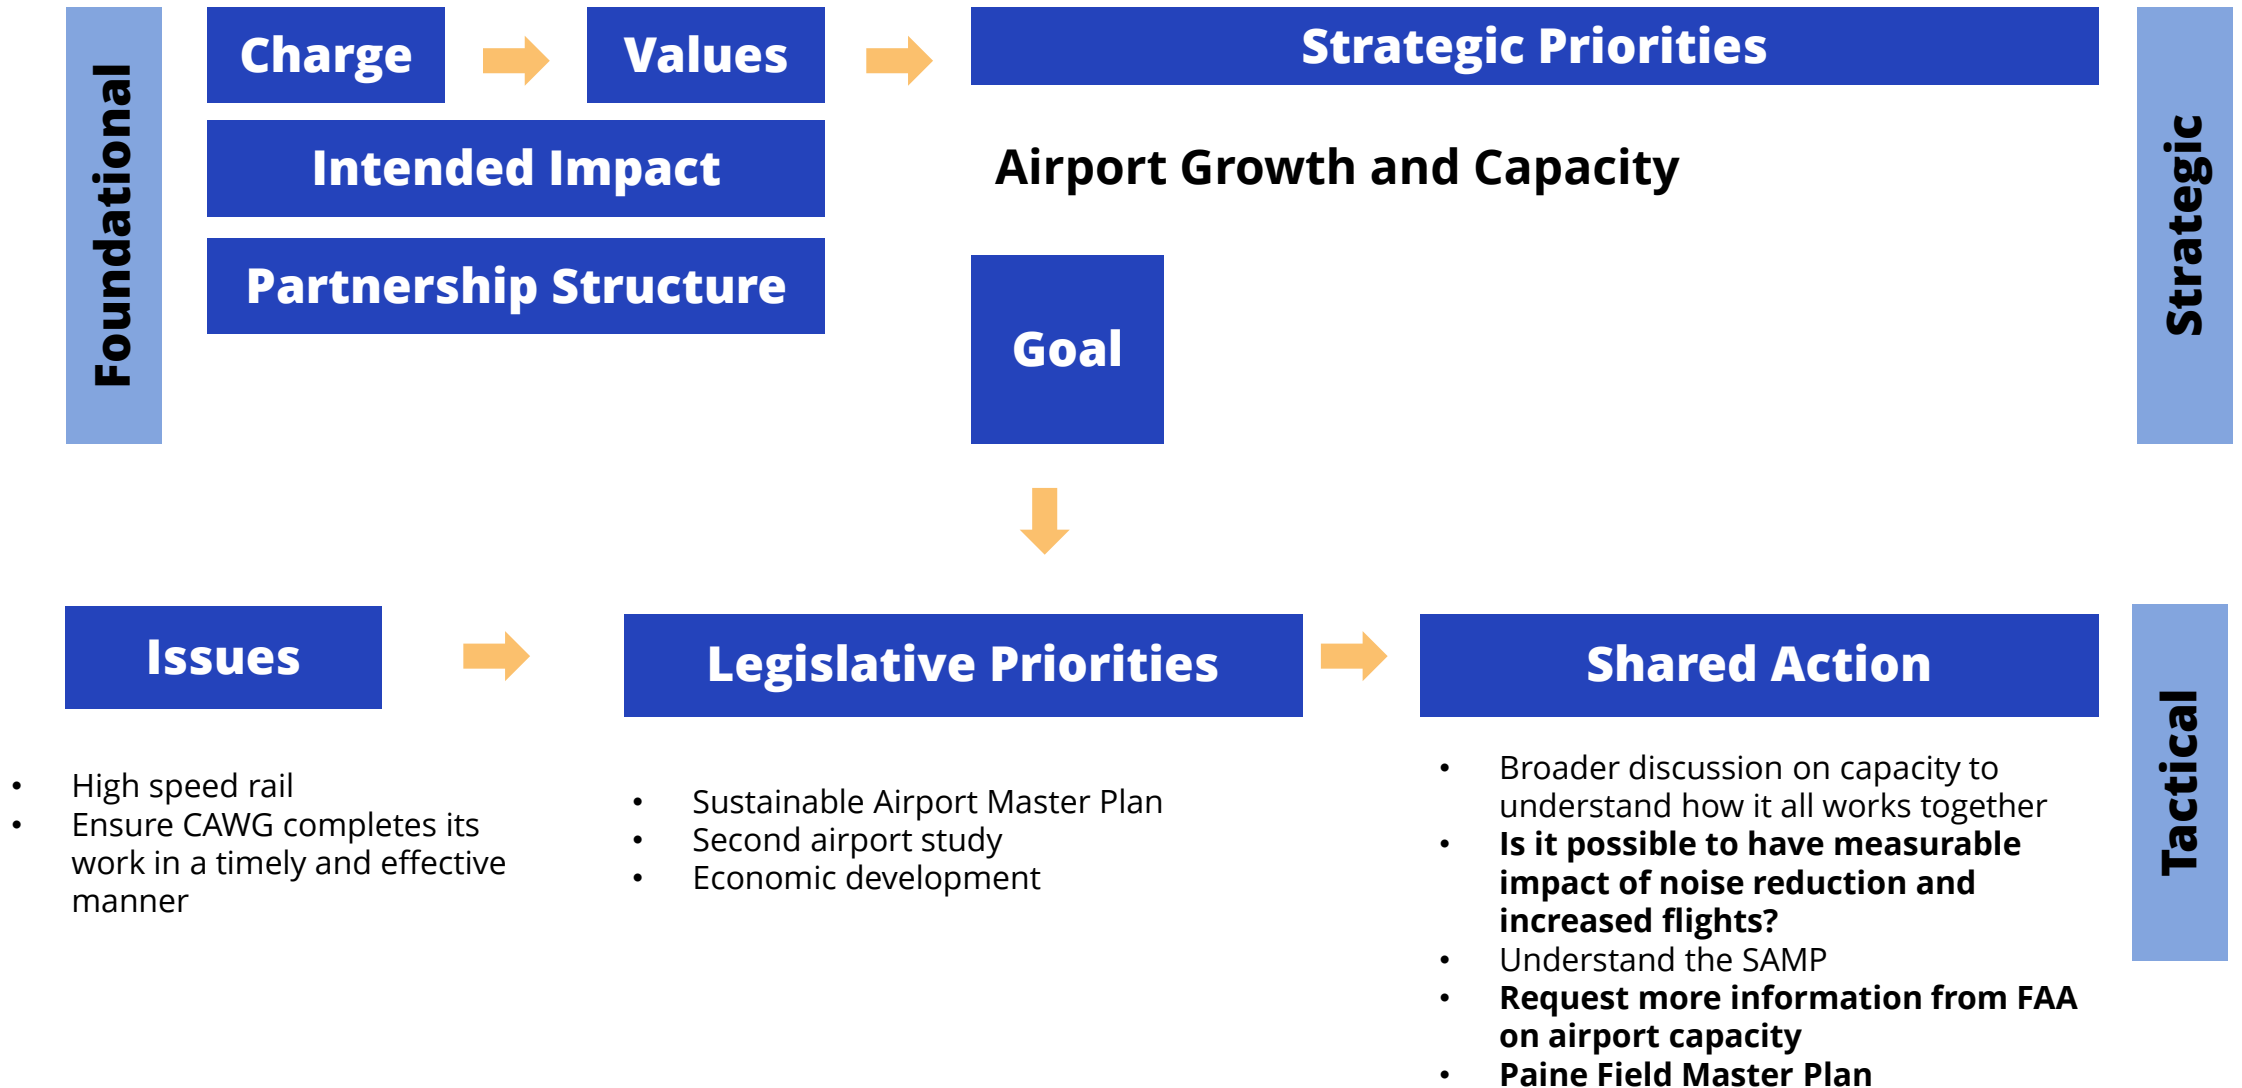 Foundational
Charge
Values
Strategic Priorities
Strategic
Intended Impact
Airport Growth and Capacity
Partnership Structure
Goal
Issues
Legislative Priorities
Shared Action
Tactical
• High speed rail
• Ensure CAWG completes its
work in a timely and effective
manner
• Sustainable Airport Master Plan
• Second airport study
• Economic development
• Broader discussion on capacity to
understand how it all works together
• Is it possible to have measurable
impact of noise reduction and
increased flights?
• Understand the SAMP
• Request more information from FAA
on airport capacity
• Paine Field Master Plan